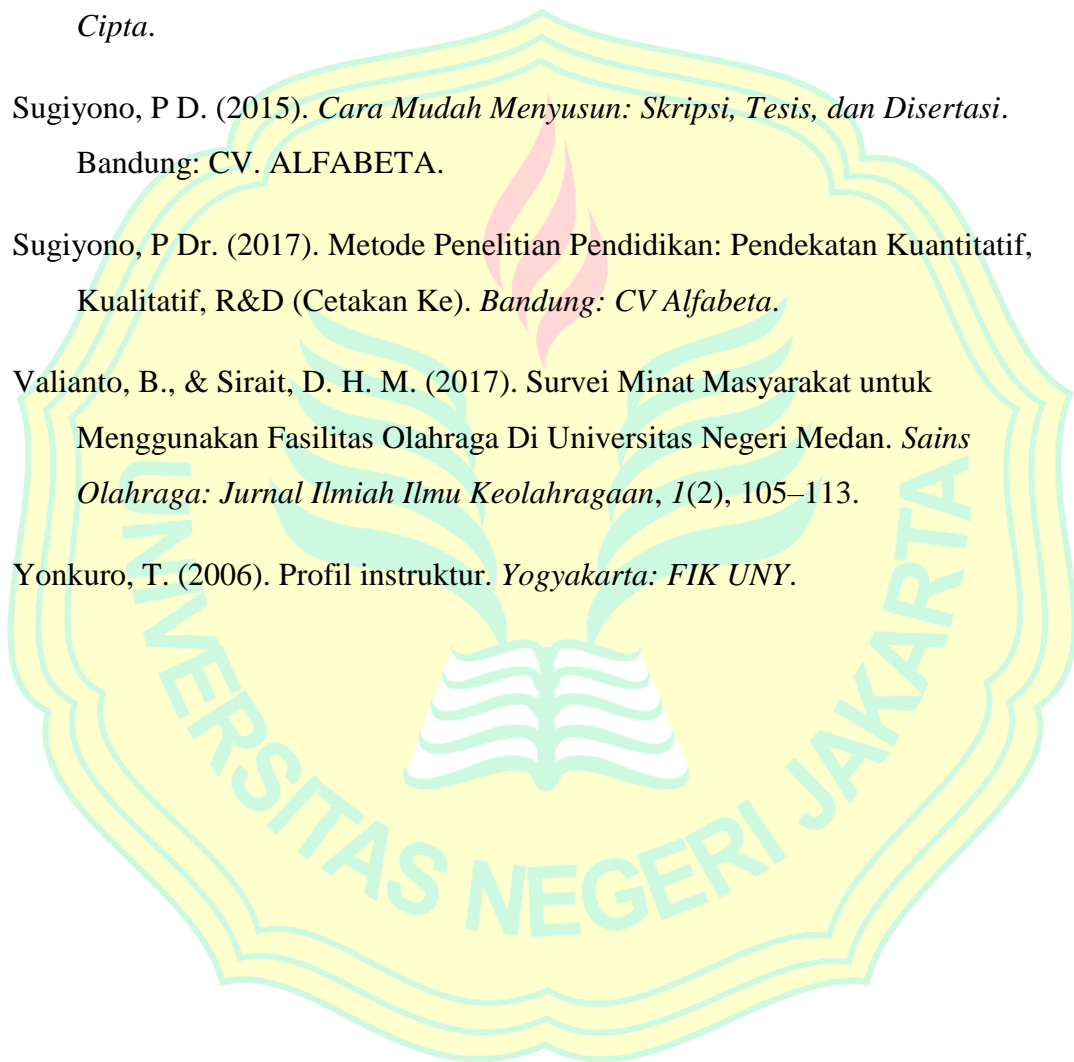 Cipta.
Sugiyono, P D. (2015). Cara Mudah Menyusun: Skripsi, Tesis, dan Disertasi.
Bandung: CV. ALFABETA.
Sugiyono, P Dr. (2017). Metode Penelitian Pendidikan: Pendekatan Kuantitatif,
Kualitatif, R&D (Cetakan Ke). Bandung: CV Alfabeta.
Valianto, B., & Sirait, D. H. M. (2017). Survei Minat Masyarakat untuk
Menggunakan Fasilitas Olahraga Di Universitas Negeri Medan. Sains
Olahraga: Jurnal Ilmiah Ilmu Keolahragaan, 1(2), 105–113.
Yonkuro, T. (2006). Profil instruktur. Yogyakarta: FIK UNY.
UNIVERSITAS NEGERI JAKARTA